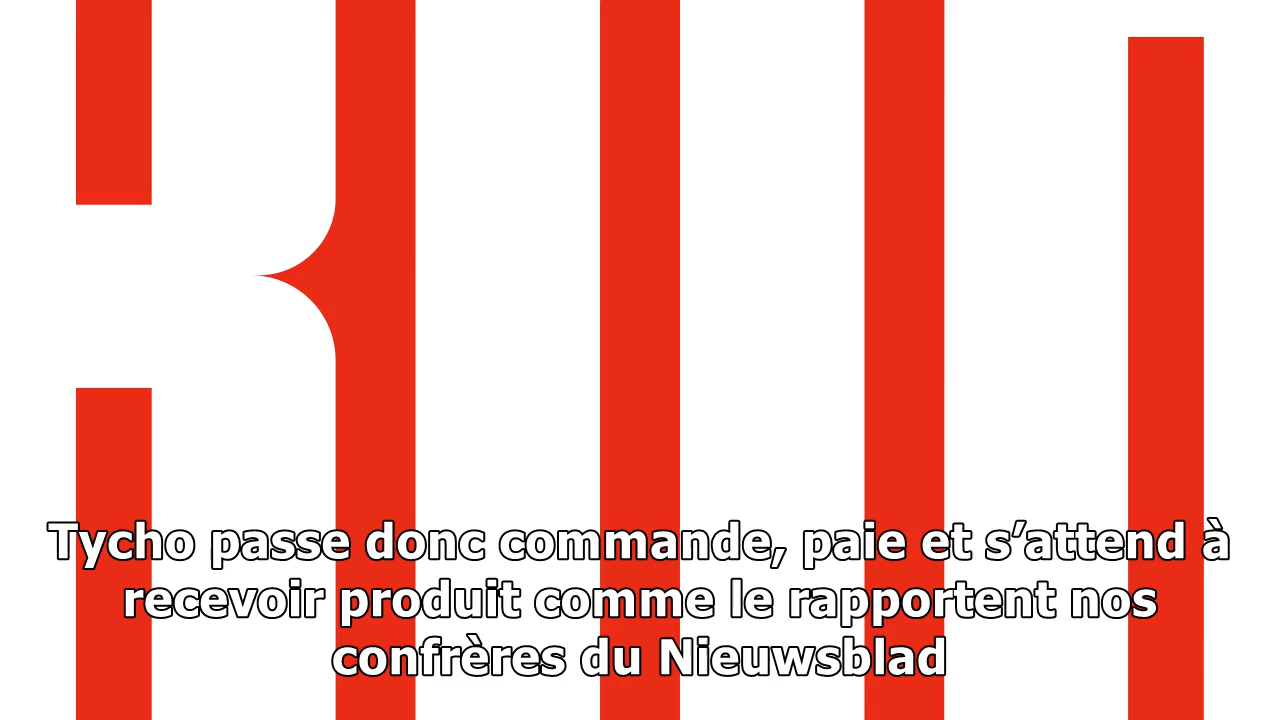 Tycho passe donc commande, paie et s’attend à
recevoir produit comme le rapportent nos
confrères du Nieuwsblad